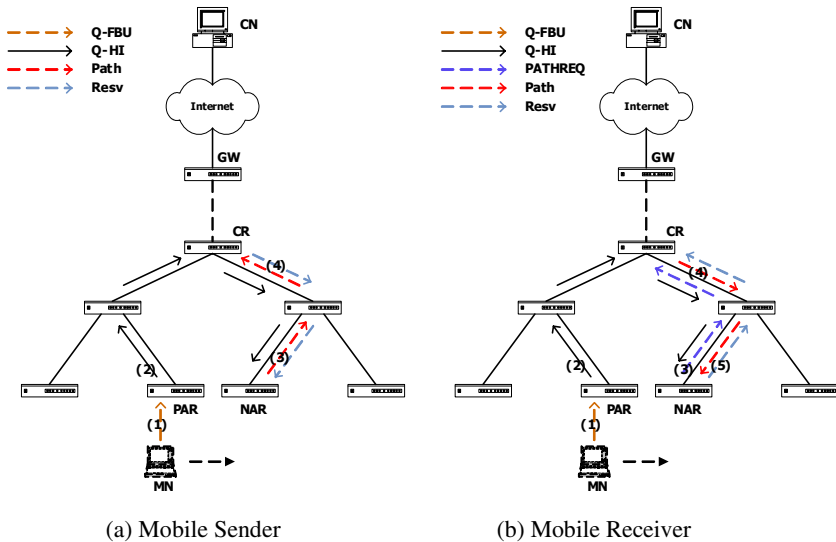 CN
Q-FBU
Q-HI
Path
Resv
Internet
GW
CR
(4)
(3)
(2)
PAR
NAR
(1)
MN
(a) Mobile Sender
CN
Q-FBU
Q-HI
PATHREQ
Path
Resv
Internet
GW
CR
(4)
(2)
(3)
(5)
PAR
NAR
(1)
MN
(b) Mobile Receiver